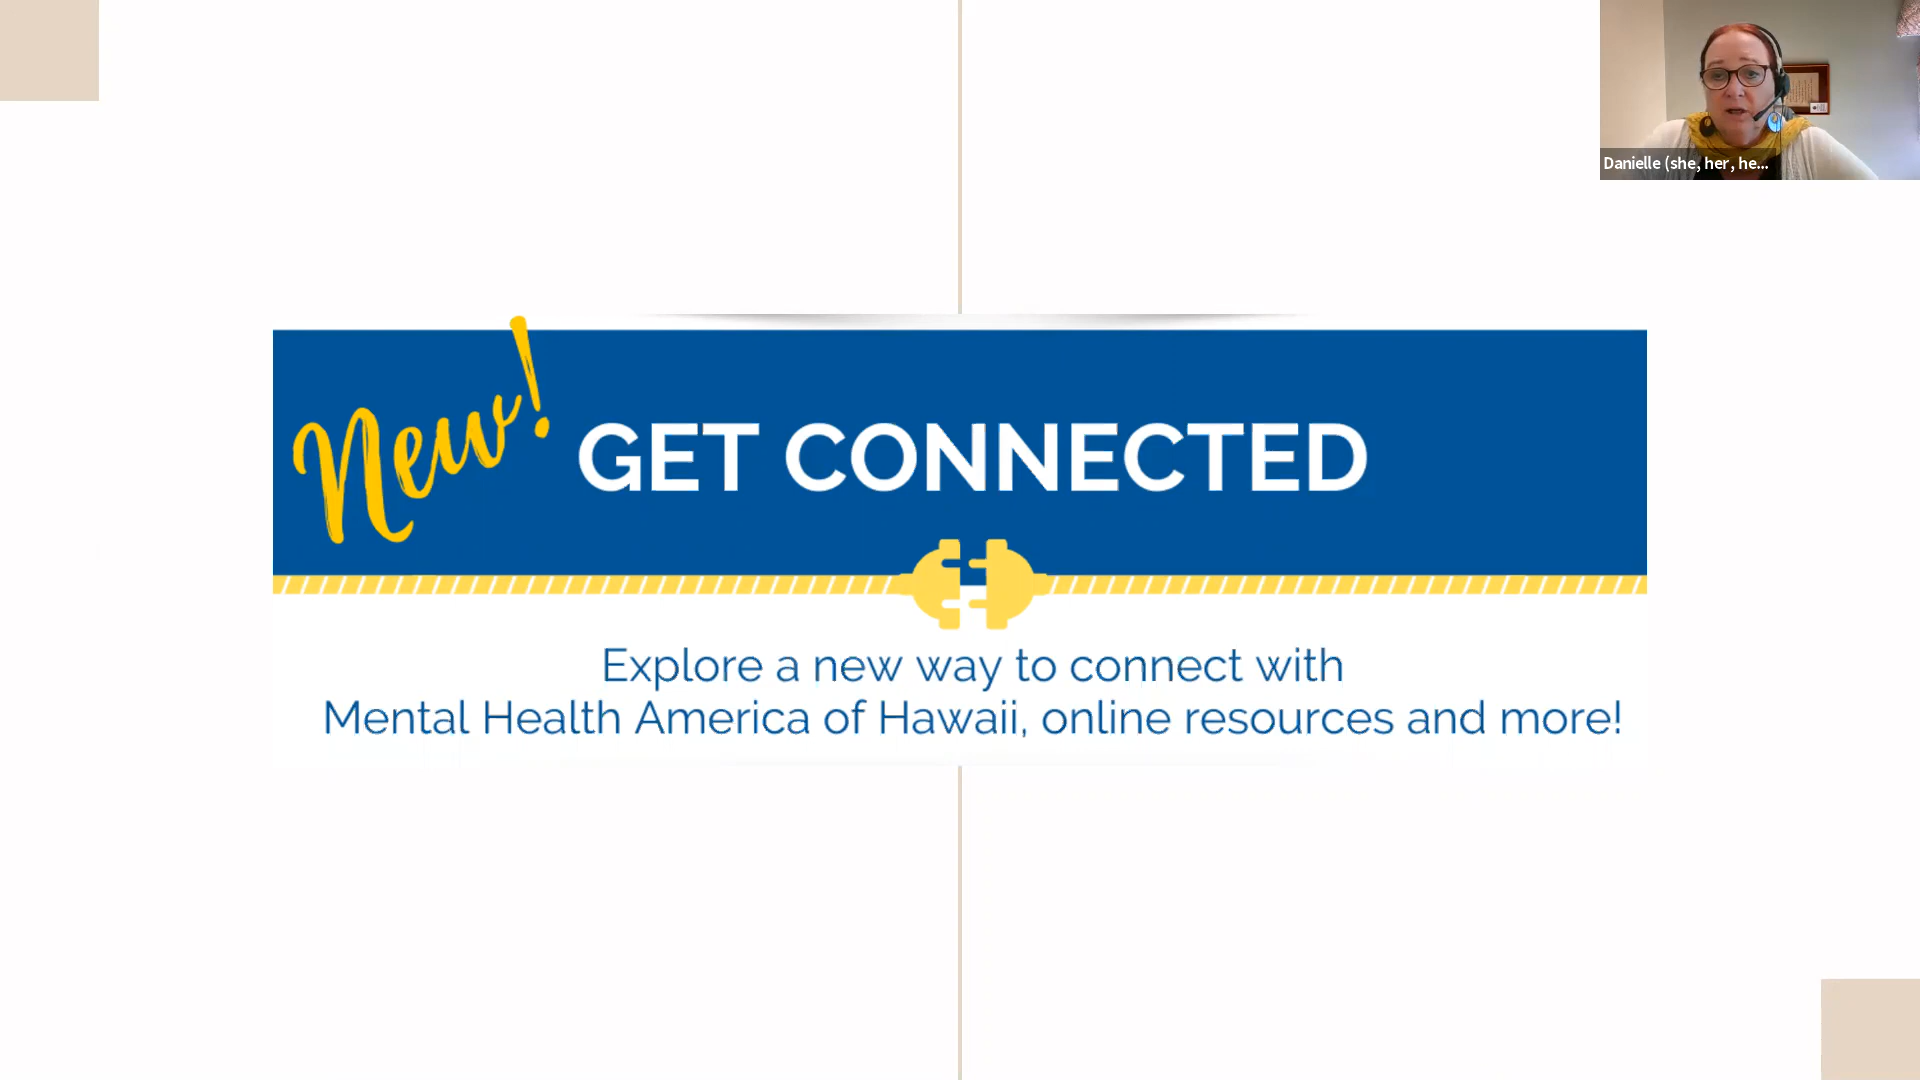 Danielle (she, her, he...
New! GET CONNECTED
Explore a new way to connect with
Mental Health America of Hawaii, online resources and more!